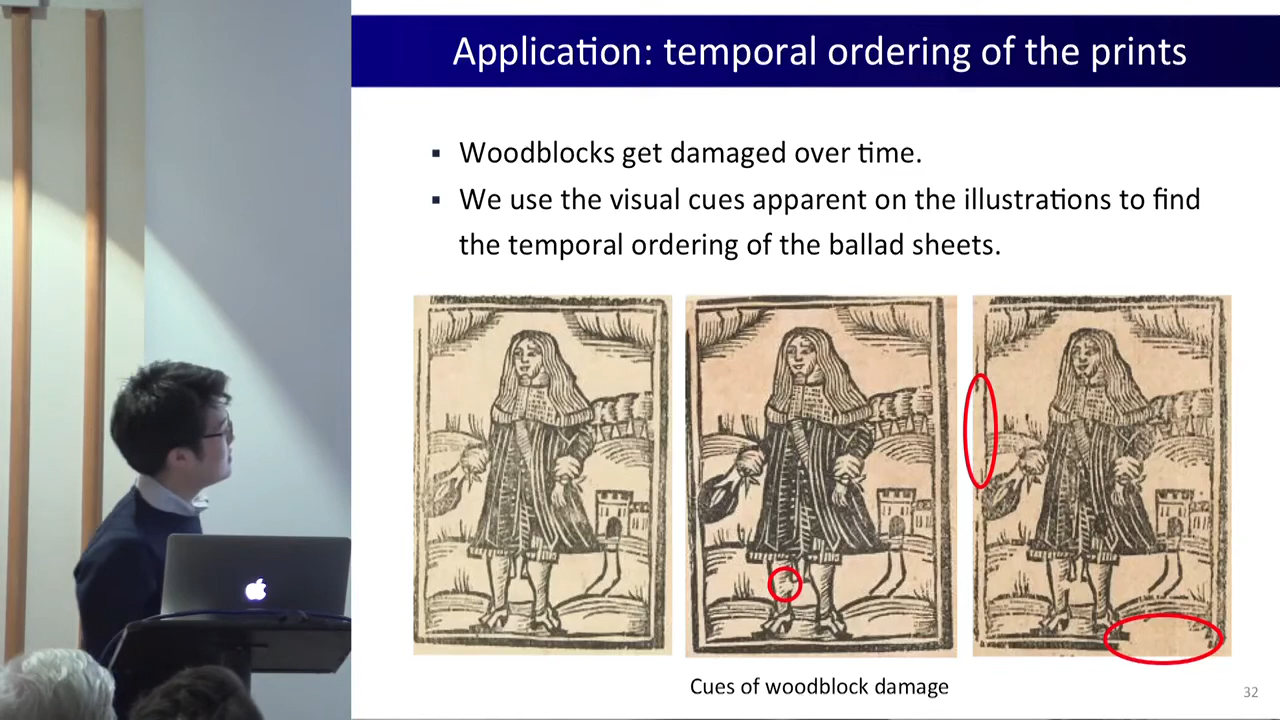 Application: temporal ordering of the prints
▪ Woodblocks get damaged over time.
▪ We use the visual cues apparent on the illustrations to find
the temporal ordering of the ballad sheets.
Cues of woodblock damage
32